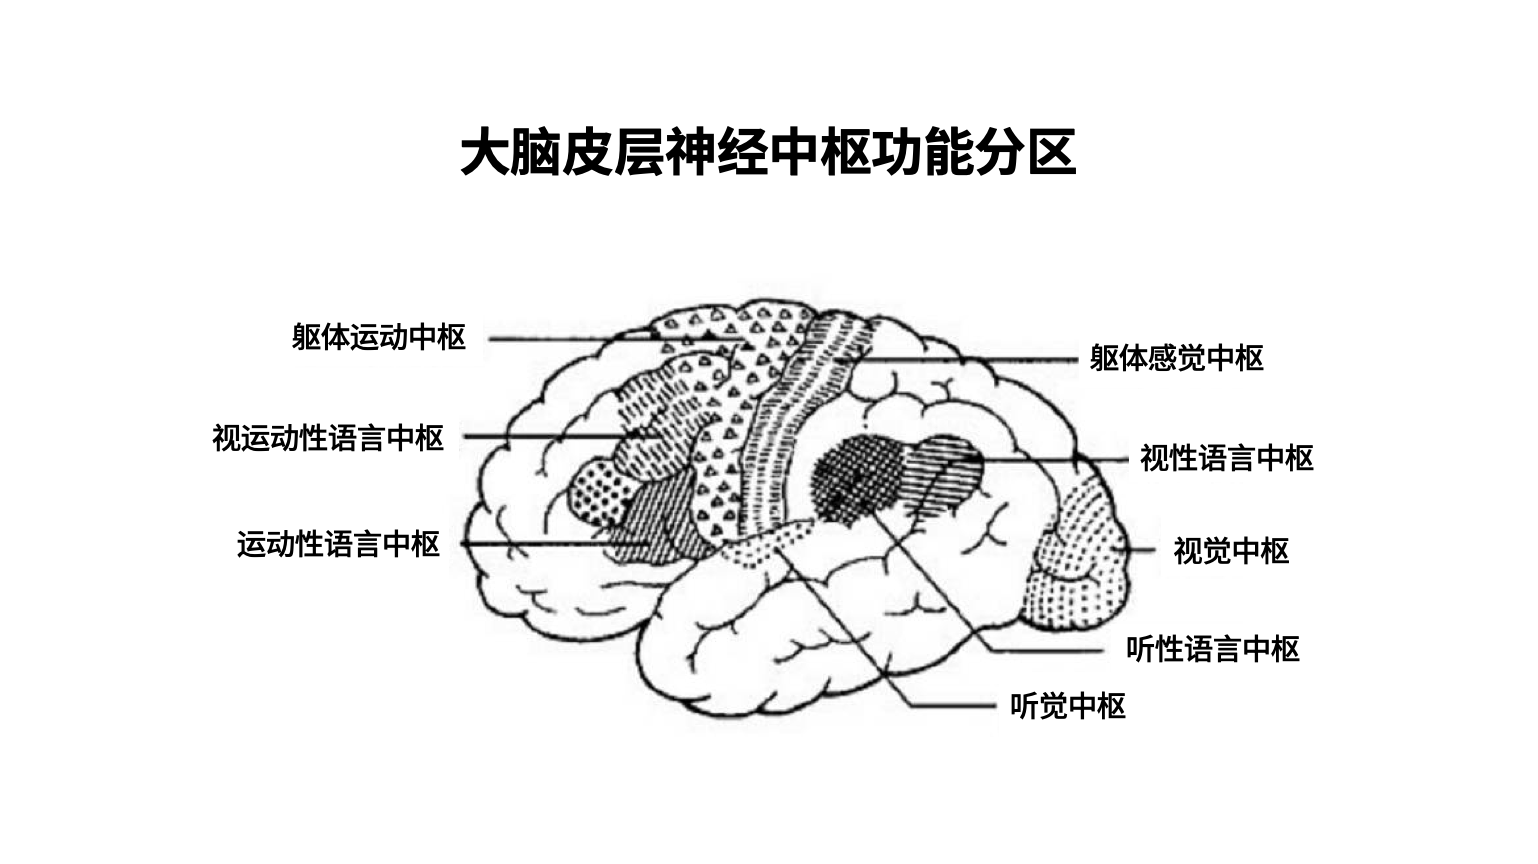 大脑皮层神经中枢功能分区
躯体运动中枢
躯体感觉中枢
视运动性语言中枢
视性语言中枢
运动性语言中枢
视觉中枢
听性语言中枢
听觉中枢